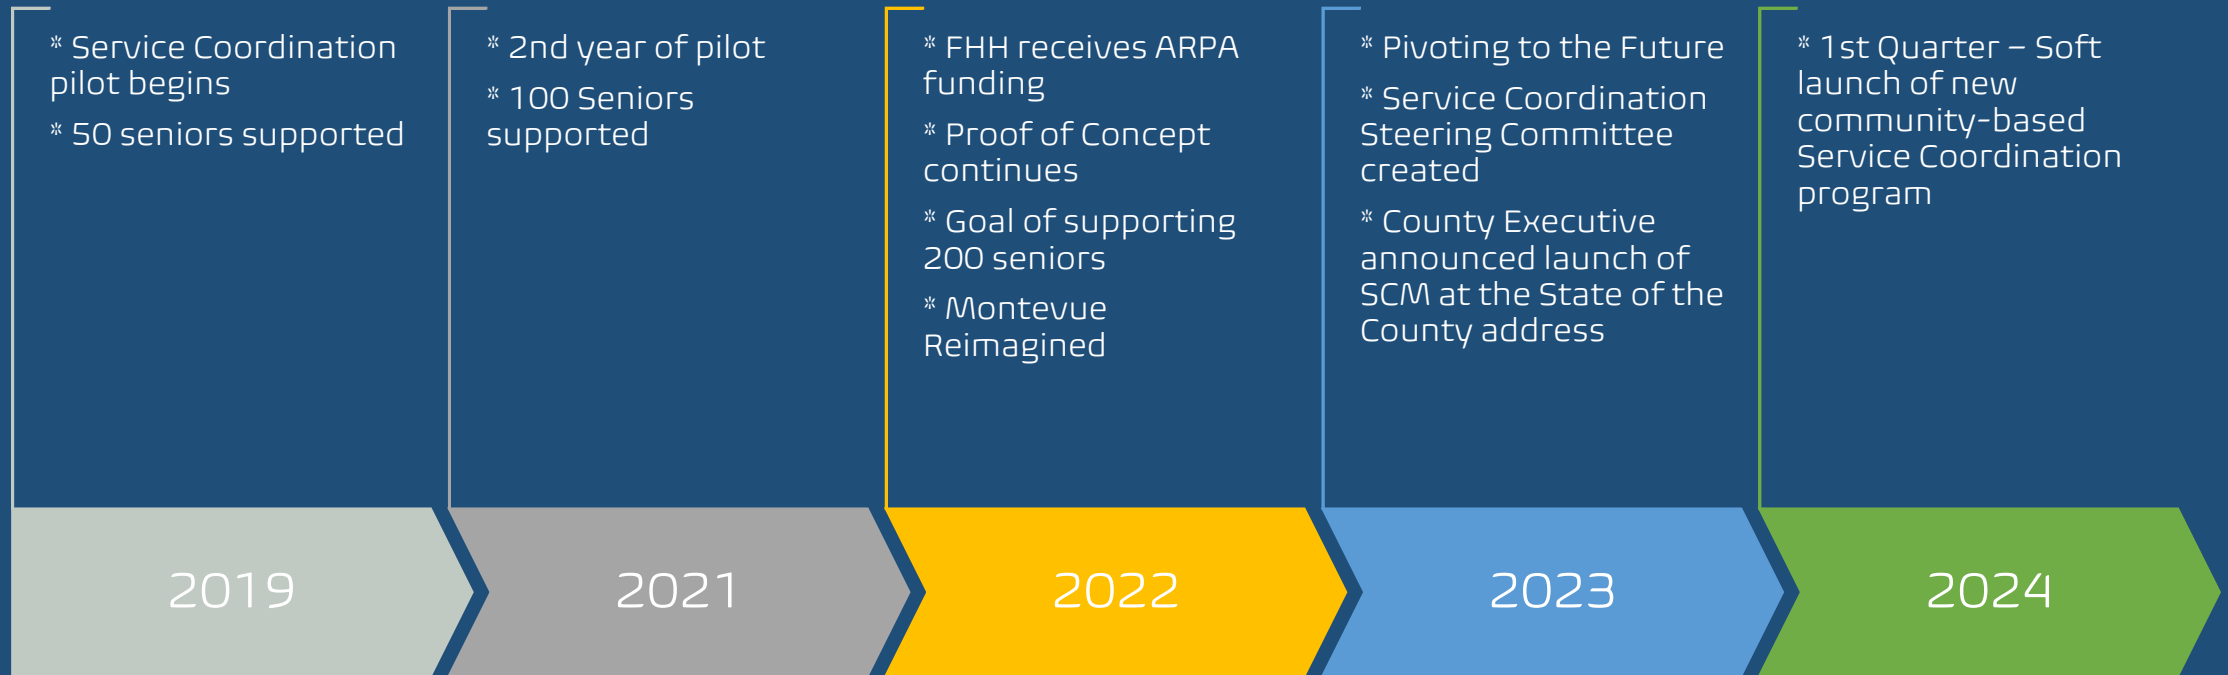 * Service Coordination
pilot begins
* 50 seniors supported
* 2nd year of pilot
* 100 Seniors
supported
* FHH receives ARPA
funding
* Proof of Concept
continues
* Goal of supporting
200 seniors
* Montevue
Reimagined
* Pivoting to the Future
* Service Coordination
Steering Committee
created
* County Executive
announced launch of
SCM at the State of the
County address
* 1st Quarter – Soft
launch of new
community-based
Service Coordination
program
2019
2021
2022
2023
2024